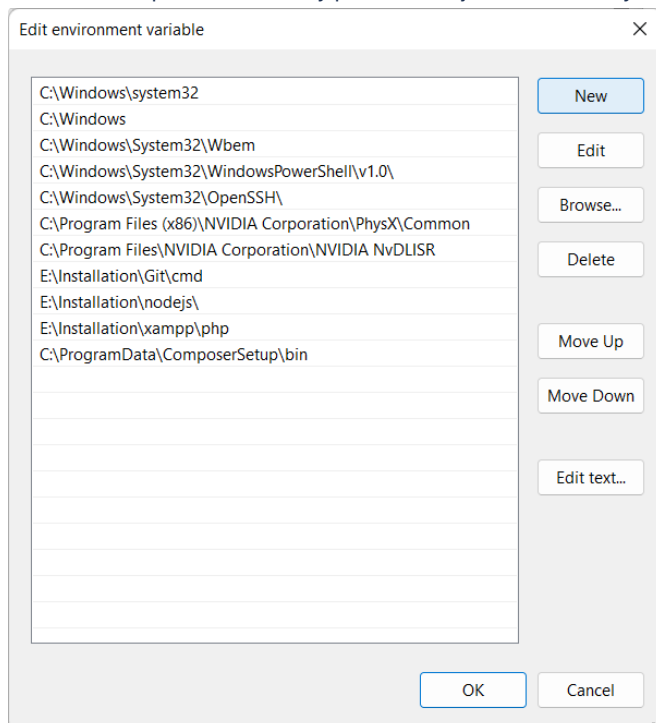 Edit environment variable
C:\Windows\system32
C:\Windows
C:\Windows\System32\Wbem
C:\Windows\System32\WindowsPowerShell\v1.0\
C:\Windows\System32\OpenSSH\
C:\Program Files (x86)\NVIDIA Corporation\PhysX\Common
C:\Program Files\NVIDIA Corporation\NVIDIA NvDLISR
E:\Installation\Git\cmd
E:\Installation\nodejs\
E:\Installation\xampp\php
C:\ProgramData\ComposerSetup\bin
New
Edit
Browse...
Delete
Move Up
Move Down
Edit text...
OK
Cancel